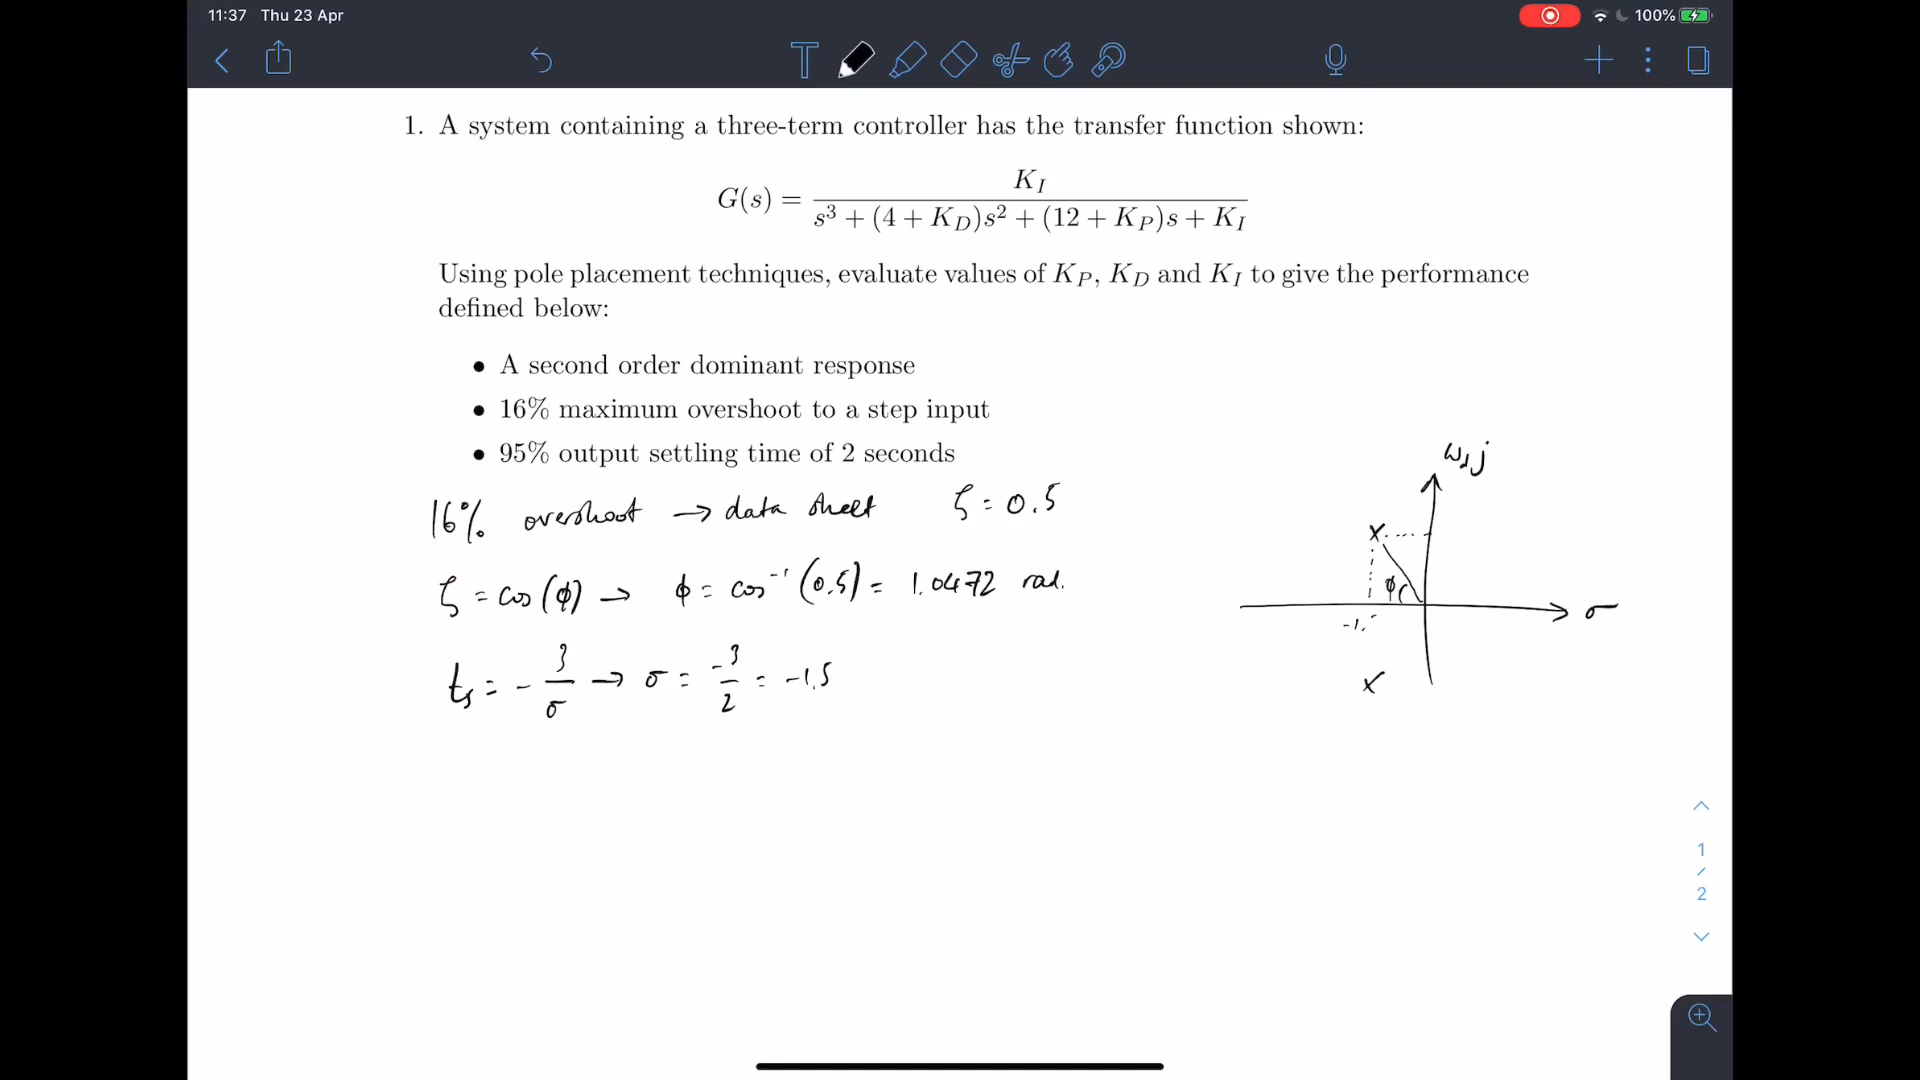 11:37 Thu 23 Apr 100%
1. A system containing a three-term controller has the transfer function shown:
G(s) = K_I / (s^3 + (4 + K_D)s^2 + (12 + K_P)s + K_I)
Using pole placement techniques, evaluate values of K_P, K_D and K_I to give the performance
defined below:
• A second order dominant response
• 16% maximum overshoot to a step input
• 95% output settling time of 2 seconds
16% overshoot → data sheet ζ = 0.5
ζ = cos(ϕ) → ϕ = cos^-1(0.5) = 1.0472 rad.
t_s = - 3/σ → σ = -3/2 = -1.5
ω_d j
x
ϕ
σ
-1.5
x
1
/
2